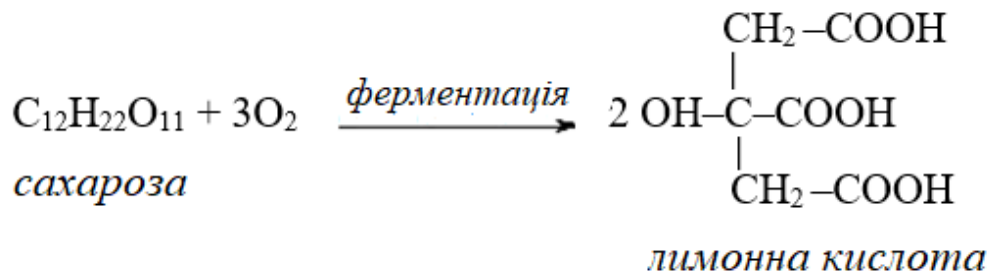 CH₂ –COOH
C₁₂H₂₂O₁₁ + 3O₂ ферментація 2 OH–C–COOH
сахароза CH₂ –COOH
лимонна кислота